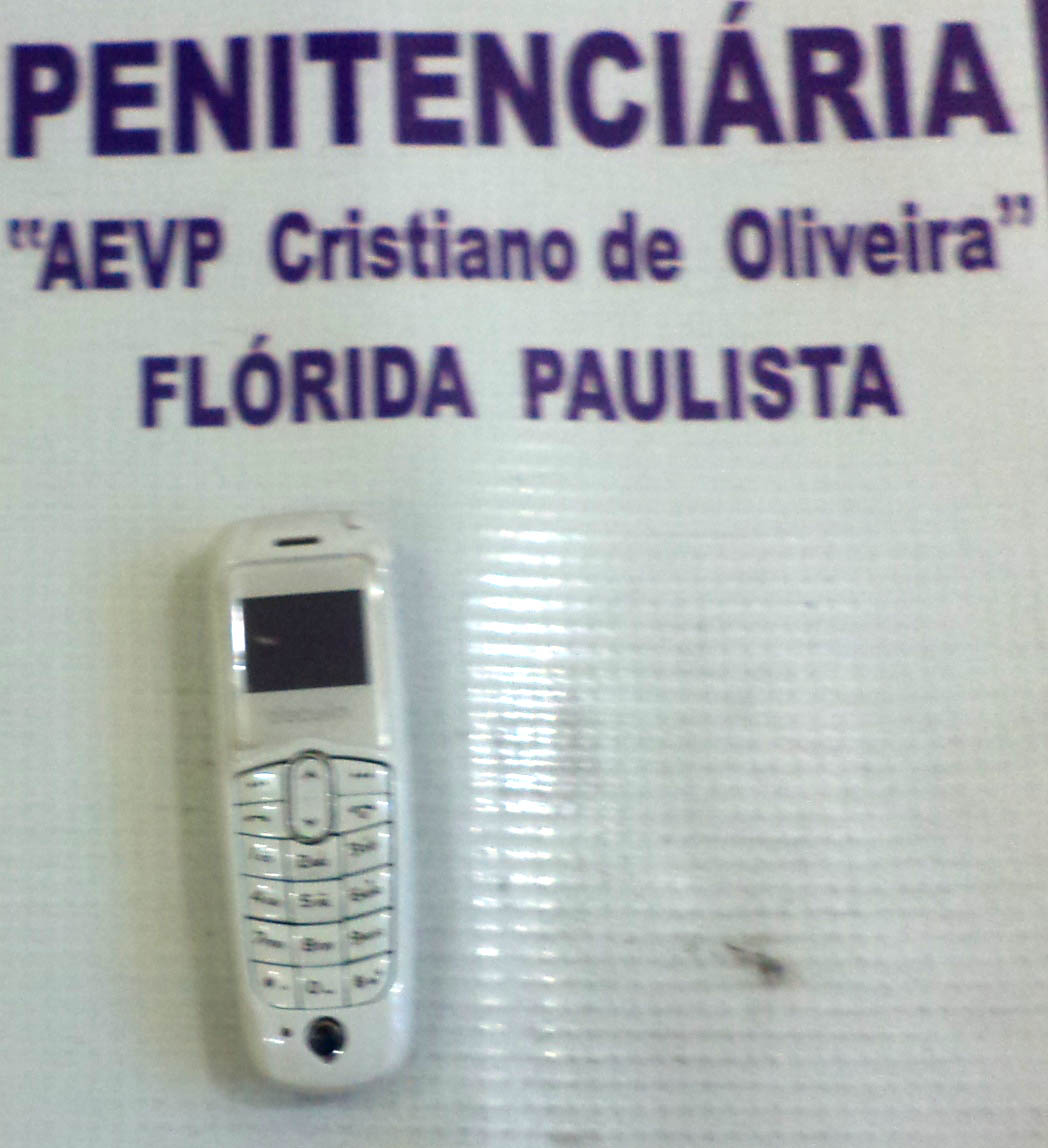 PENITENCIÁRIA
"AEVP Cristiano de Oliveira"
FLÓRIDA PAULISTA